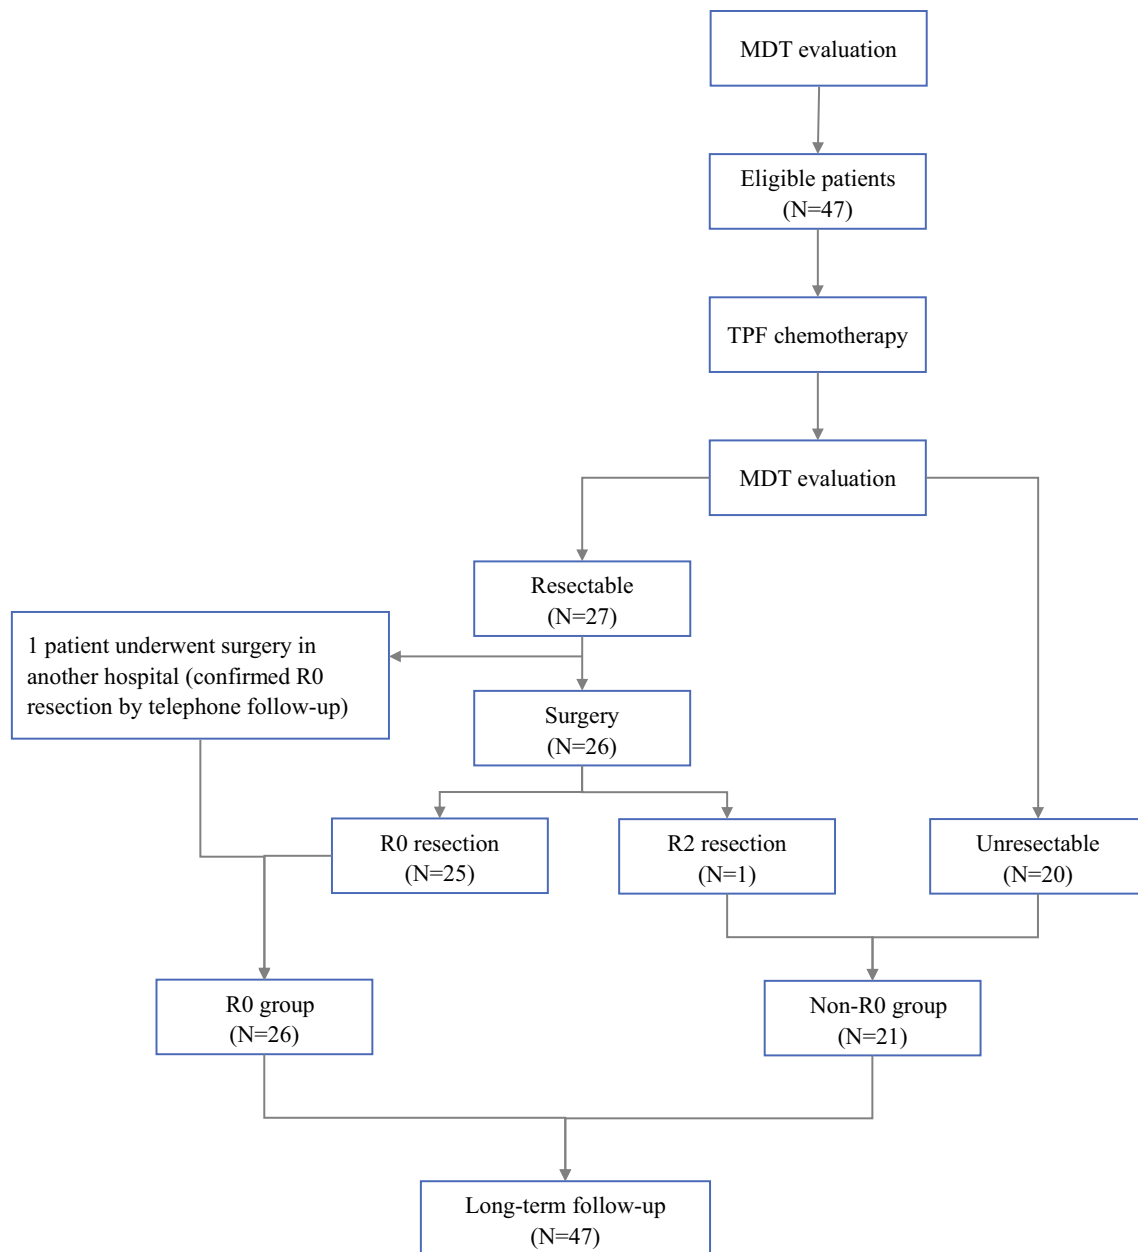 MDT evaluation
Eligible patients
(N=47)
TPF chemotherapy
MDT evaluation
Resectable
(N=27)
1 patient underwent surgery in
another hospital (confirmed R0
resection by telephone follow-up)
Surgery
(N=26)
R0 resection
(N=25)
R2 resection
(N=1)
Unresectable
(N=20)
R0 group
(N=26)
Non-R0 group
(N=21)
Long-term follow-up
(N=47)